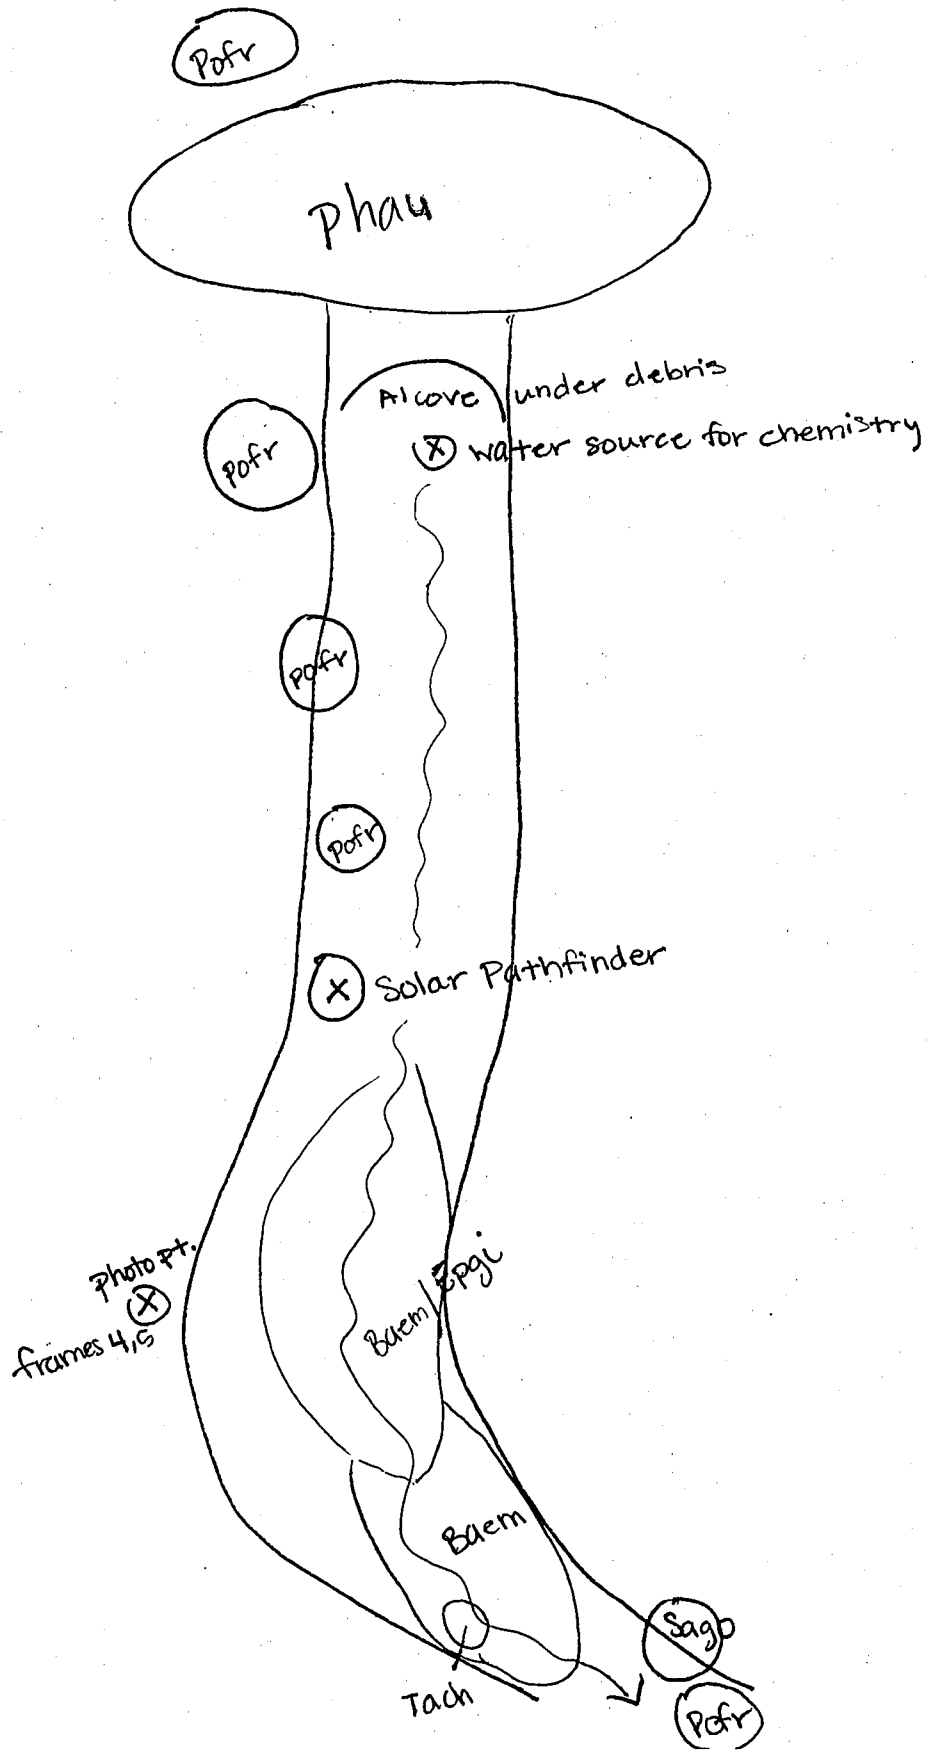 Pofr
Phau
Alcove under debris
X water source for chemistry
Pofr
Pofr
Pofr
X Solar Pathfinder
Photo pt.
X
frames 4,5
Baem/Epgi
Baem
Sago
Tach
Pofr